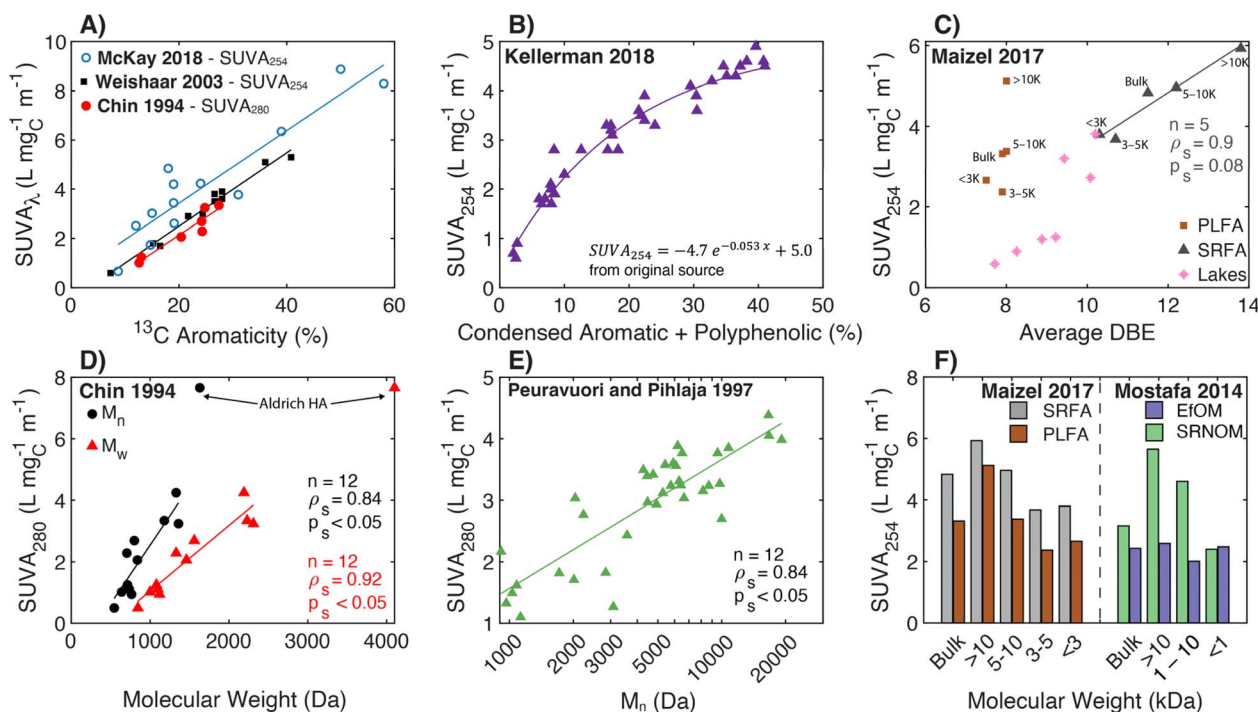 A)
McKay 2018 - SUVA254
Weishaar 2003 - SUVA254
Chin 1994 - SUVA280
SUVAλ (L mgC⁻¹ m⁻¹)
10
8
6
4
2
0
0 20 40 60
¹³C Aromaticity (%)
B)
Kellerman 2018
SUVA254 (L mgC⁻¹ m⁻¹)
5
4
3
2
1
0
SUVA254 = −4.7 e^−0.053 x + 5.0
from original source
0 10 20 30 40 50
Condensed Aromatic + Polyphenolic (%)
C)
Maizel 2017
SUVA254 (L mgC⁻¹ m⁻¹)
6
4
2
0
>10K
Bulk
5–10K
<3K
3–5K
>10K
5–10K
Bulk
<3K
3–5K
n = 5
ρs = 0.9
ps = 0.08
PLFA
SRFA
Lakes
6 8 10 12 14
Average DBE
D)
Chin 1994
Mn
Mw
Aldrich HA
SUVA280 (L mgC⁻¹ m⁻¹)
8
6
4
2
0
n = 12
ρs = 0.84
ps < 0.05
n = 12
ρs = 0.92
ps < 0.05
0 1000 2000 3000 4000
Molecular Weight (Da)
E)
Peuravuori and Pihlaja 1997
SUVA280 (L mgC⁻¹ m⁻¹)
5
4
3
2
1
n = 12
ρs = 0.84
ps < 0.05
1000 2000 5000 10000 20000
Mn (Da)
F)
Maizel 2017
SRFA
PLFA
Mostafa 2014
EfOM
SRNOM
SUVA254 (L mgC⁻¹ m⁻¹)
8
6
4
2
0
Bulk >10 5-10 3-5 <3 Bulk >10 1 – 10 <1
Molecular Weight (kDa)